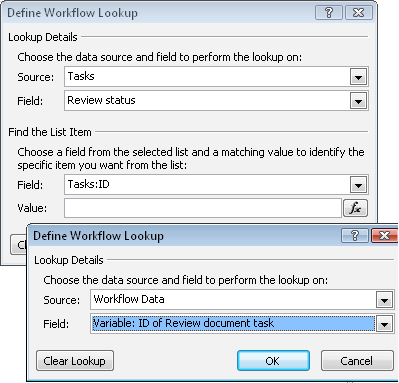 Define Workflow Lookup
Lookup Details
Choose the data source and field to perform the lookup on:
Source: Tasks
Field: Review status
Find the List Item
Choose a field from the selected list and a matching value to identify the
specific item you want from the list:
Field: Tasks:ID
Value: fx
Define Workflow Lookup
Lookup Details
Choose the data source and field to perform the lookup on:
Source: Workflow Data
Field: Variable: ID of Review document task
Clear Lookup OK Cancel